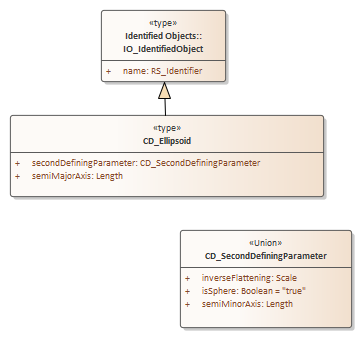 «type»
Identified Objects::
IO_IdentifiedObject
+ name: RS_Identifier
«type»
CD_Ellipsoid
+ secondDefiningParameter: CD_SecondDefiningParameter
+ semiMajorAxis: Length
«Union»
CD_SecondDefiningParameter
+ inverseFlattening: Scale
+ isSphere: Boolean = "true"
+ semiMinorAxis: Length